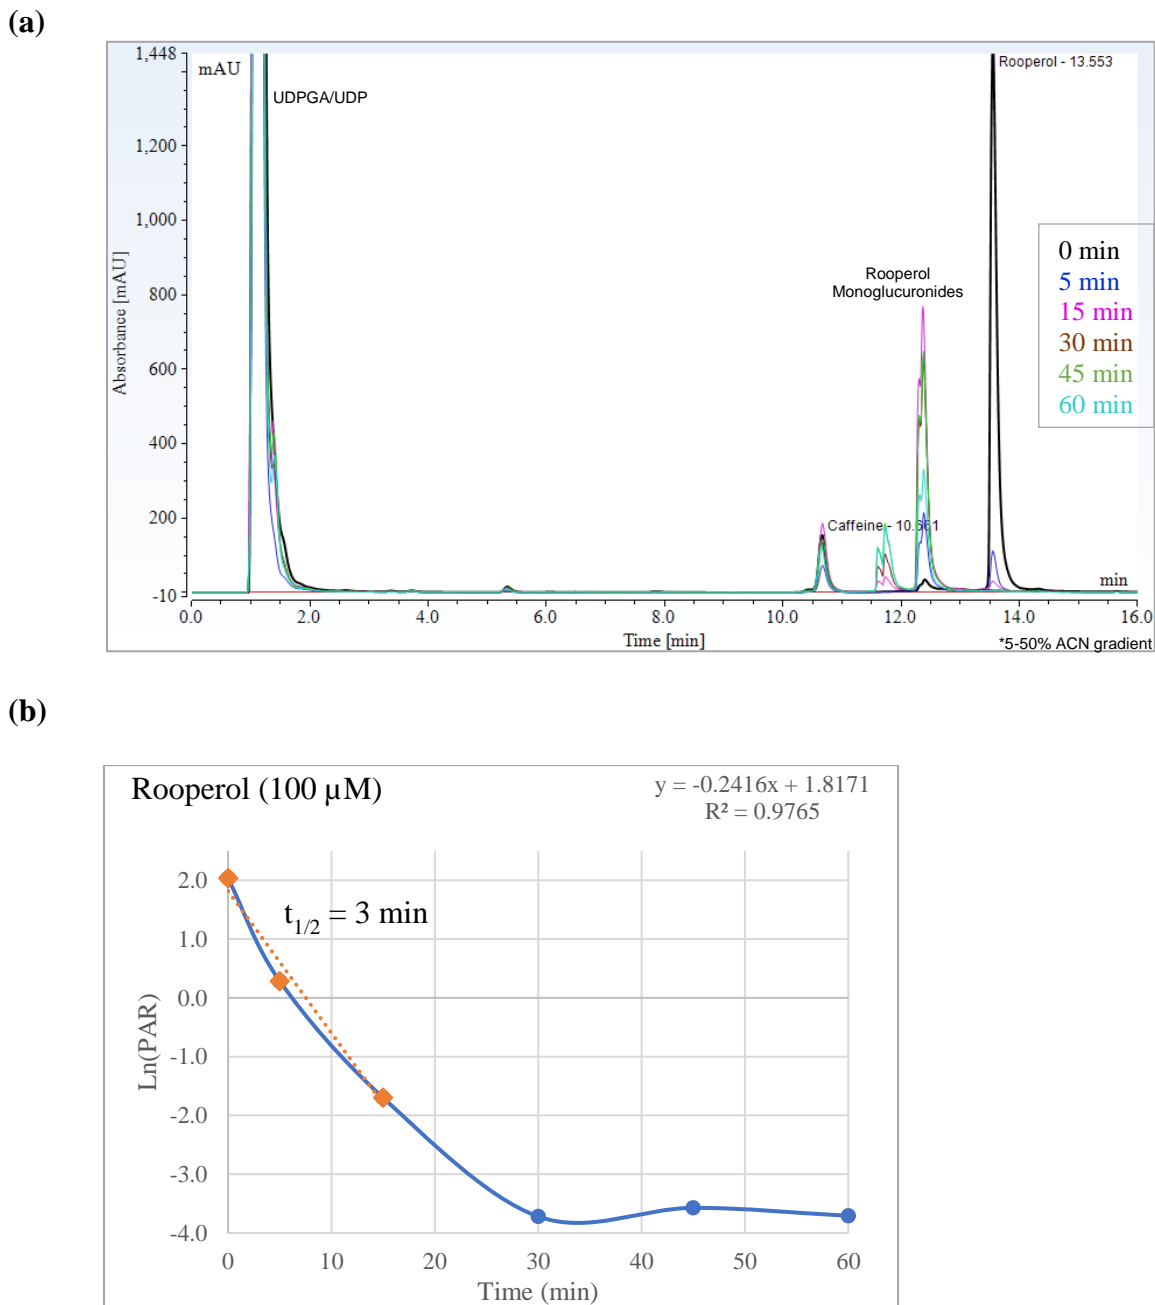 (a)
1,448
mAU
Rooperol - 13.553
UDPGA/UDP
1,200
1,000
800
600
400
200
-10
Absorbance [mAU]
Rooperol
Monoglucuronides
Caffeine - 10.661
0 min
5 min
15 min
30 min
45 min
60 min
min
0.0 2.0 4.0 6.0 8.0 10.0 12.0 14.0 16.0
Time [min]
*5-50% ACN gradient
(b)
Rooperol (100 µM)
y = -0.2416x + 1.8171
R² = 0.9765
t1/2 = 3 min
2.0
1.0
0.0
-1.0
-2.0
-3.0
-4.0
Ln(PAR)
0 10 20 30 40 50 60
Time (min)